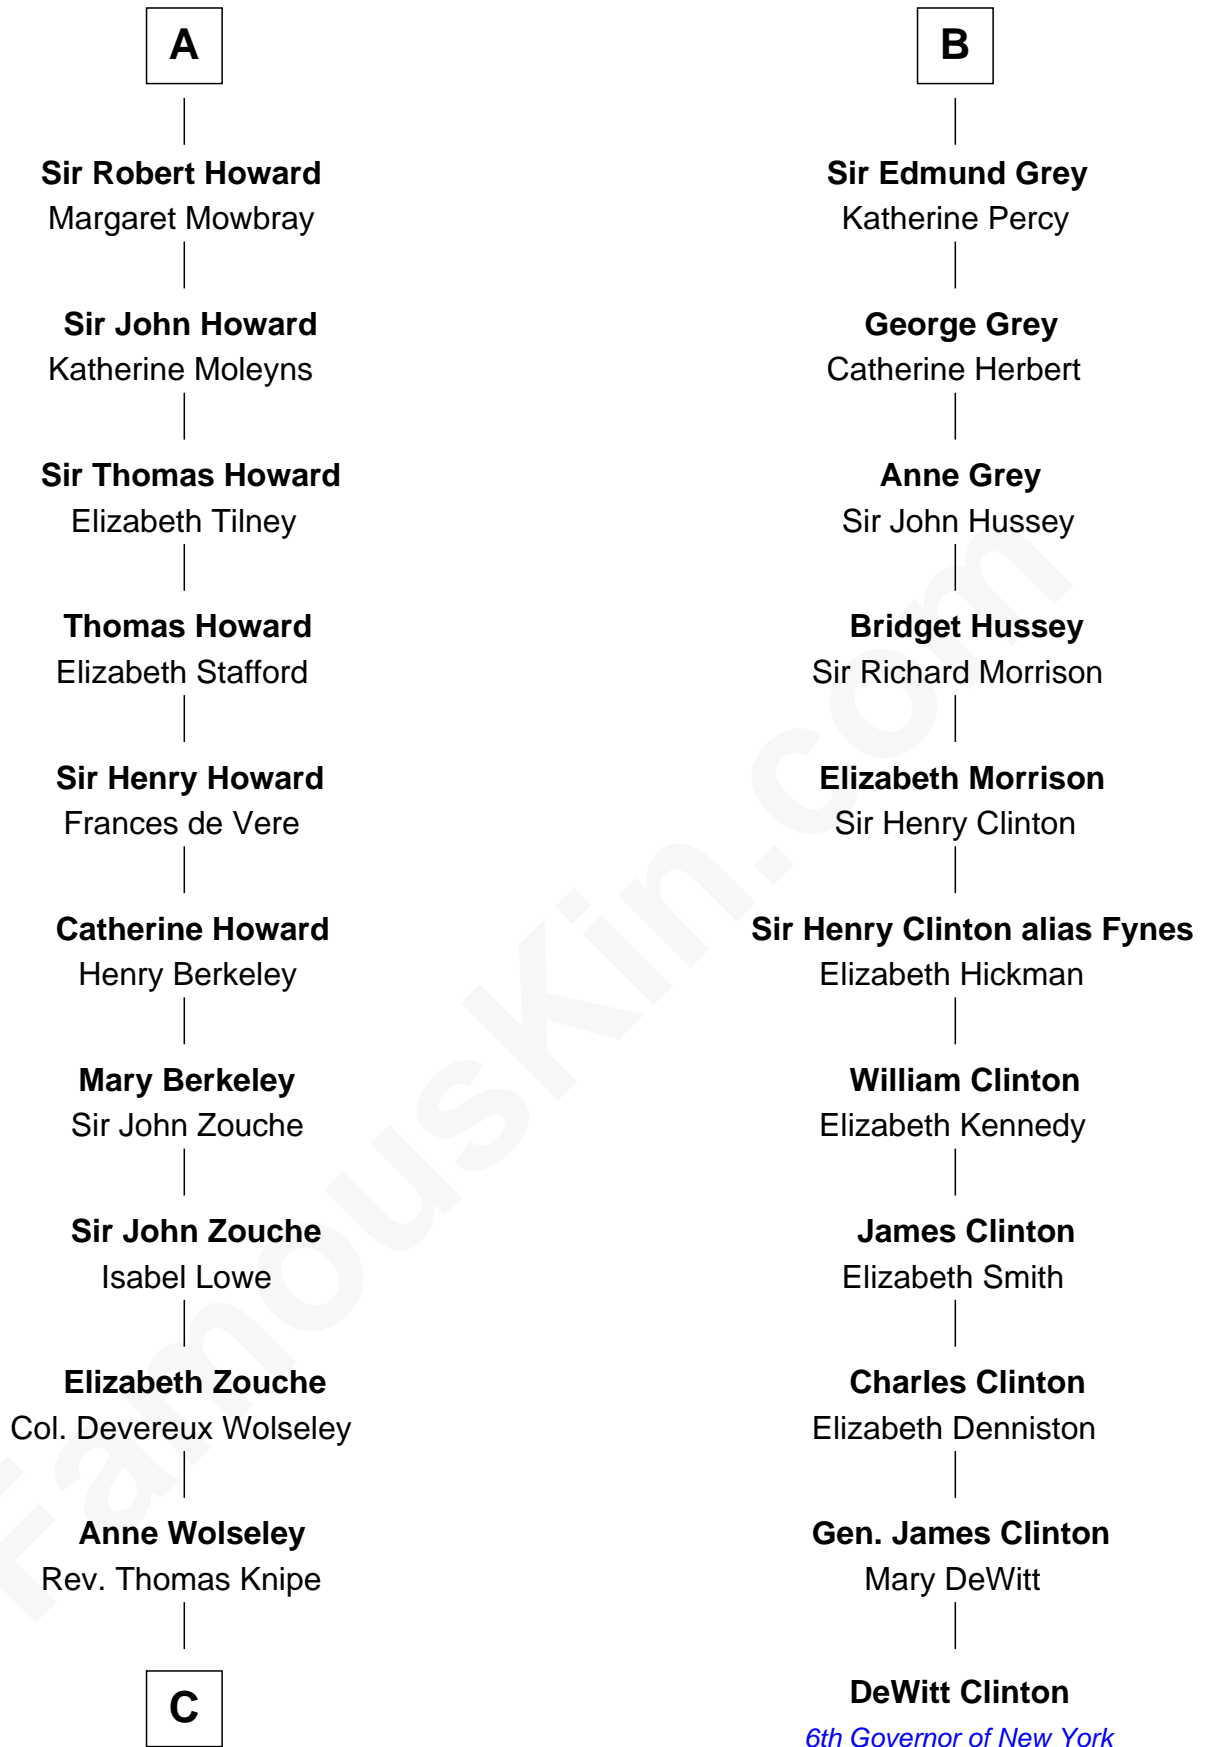 A
Sir Robert Howard
Margaret Mowbray
Sir John Howard
Katherine Moleyns
Sir Thomas Howard
Elizabeth Tilney
Thomas Howard
Elizabeth Stafford
Sir Henry Howard
Frances de Vere
Catherine Howard
Henry Berkeley
Mary Berkeley
Sir John Zouche
Sir John Zouche
Isabel Lowe
Elizabeth Zouche
Col. Devereux Wolseley
Anne Wolseley
Rev. Thomas Knipe
C
B
Sir Edmund Grey
Katherine Percy
George Grey
Catherine Herbert
Anne Grey
Sir John Hussey
Bridget Hussey
Sir Richard Morrison
Elizabeth Morrison
Sir Henry Clinton
Sir Henry Clinton alias Fynes
Elizabeth Hickman
William Clinton
Elizabeth Kennedy
James Clinton
Elizabeth Smith
Charles Clinton
Elizabeth Denniston
Gen. James Clinton
Mary DeWitt
DeWitt Clinton
6th Governor of New York
FamousKin.com